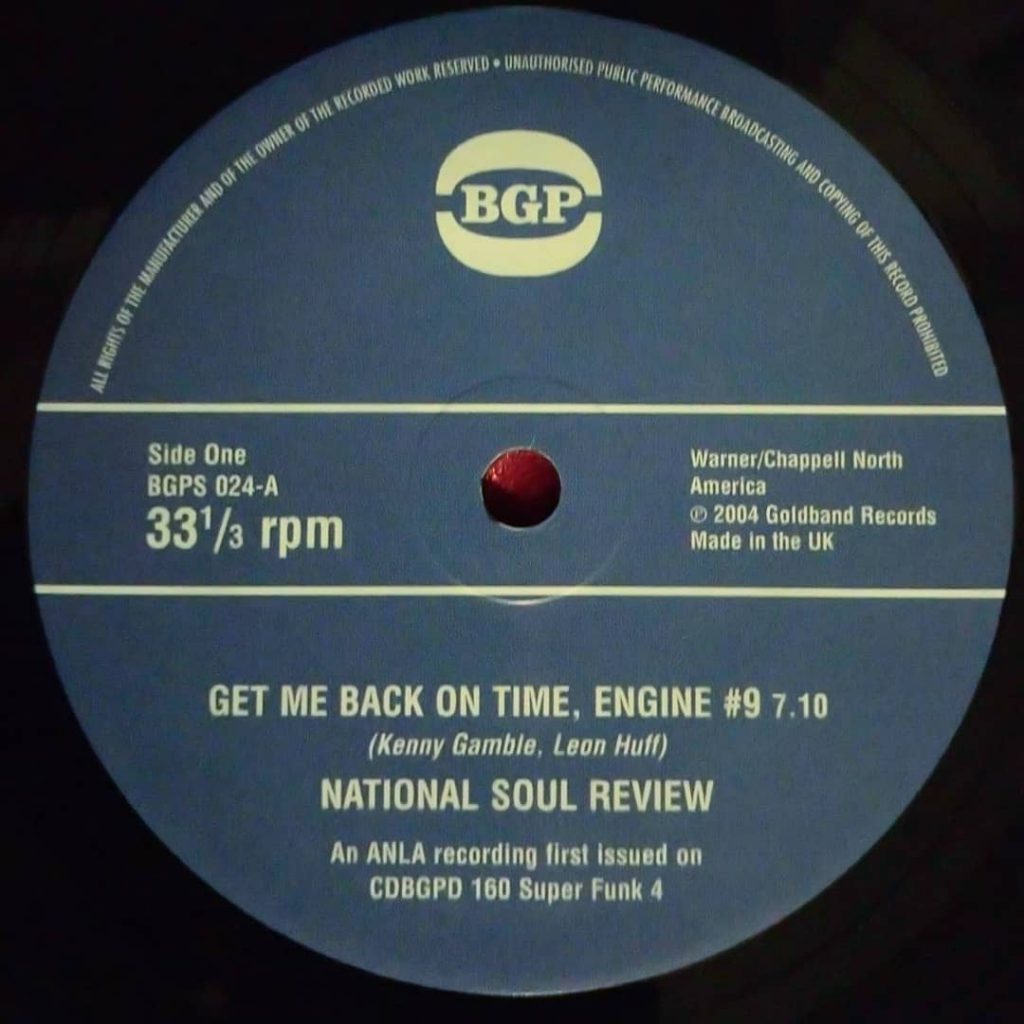 ALL RIGHTS OF THE MANUFACTURER AND OF THE OWNER OF THE RECORDED WORK RESERVED • UNAUTHORISED PUBLIC PERFORMANCE BROADCASTING AND COPYING OF THIS RECORD PROHIBITED
BGP
Side One
BGPS 024-A
33 1/3 rpm
Warner/Chappell North
America
℗ 2004 Goldband Records
Made in the UK
GET ME BACK ON TIME, ENGINE #9 7.10
(Kenny Gamble, Leon Huff)
NATIONAL SOUL REVIEW
An ANLA recording first issued on
CDBGPD 160 Super Funk 4